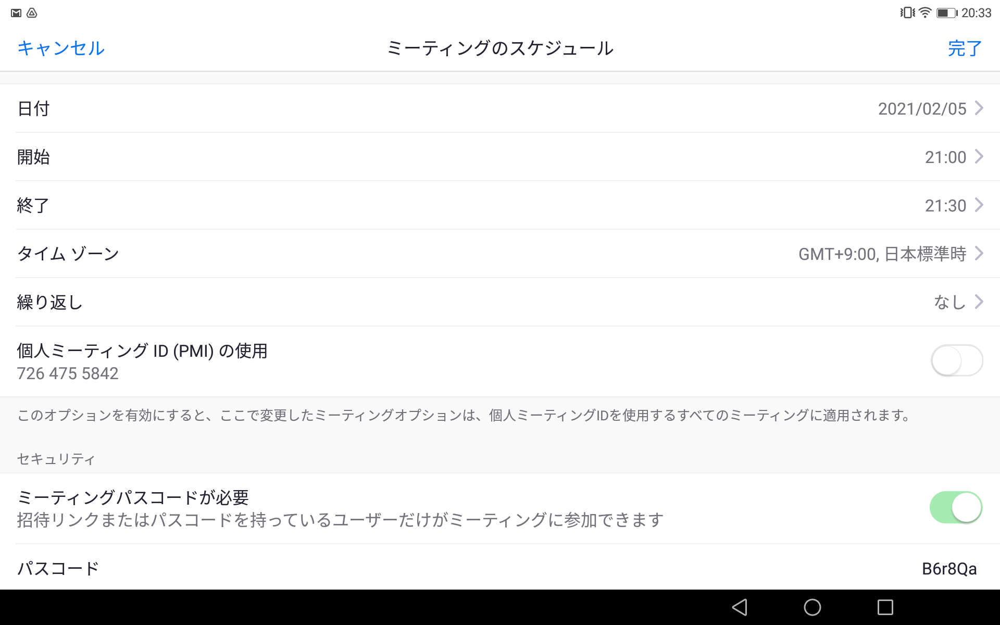 20:33
キャンセル ミーティングのスケジュール 完了
日付 2021/02/05
開始 21:00
終了 21:30
タイム ゾーン GMT+9:00, 日本標準時
繰り返し なし
個人ミーティング ID (PMI) の使用
726 475 5842
このオプションを有効にすると、ここで変更したミーティングオプションは、個人ミーティングIDを使用するすべてのミーティングに適用されます。
セキュリティ
ミーティングパスコードが必要
招待リンクまたはパスコードを持っているユーザーだけがミーティングに参加できます
パスコード B6r8Qa